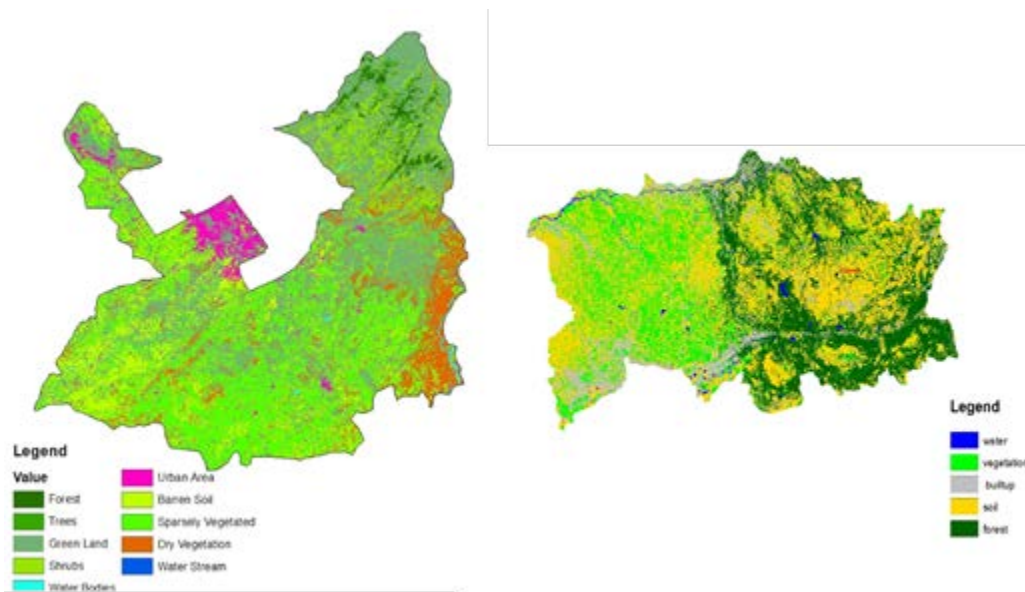 Legend
Value
Forest
Trees
Green Land
Shrubs
Water Bodies
Urban Area
Barren Soil
Sparsely Vegetated
Dry Vegetation
Water Stream
Legend
water
vegetation
builtup
soil
forest